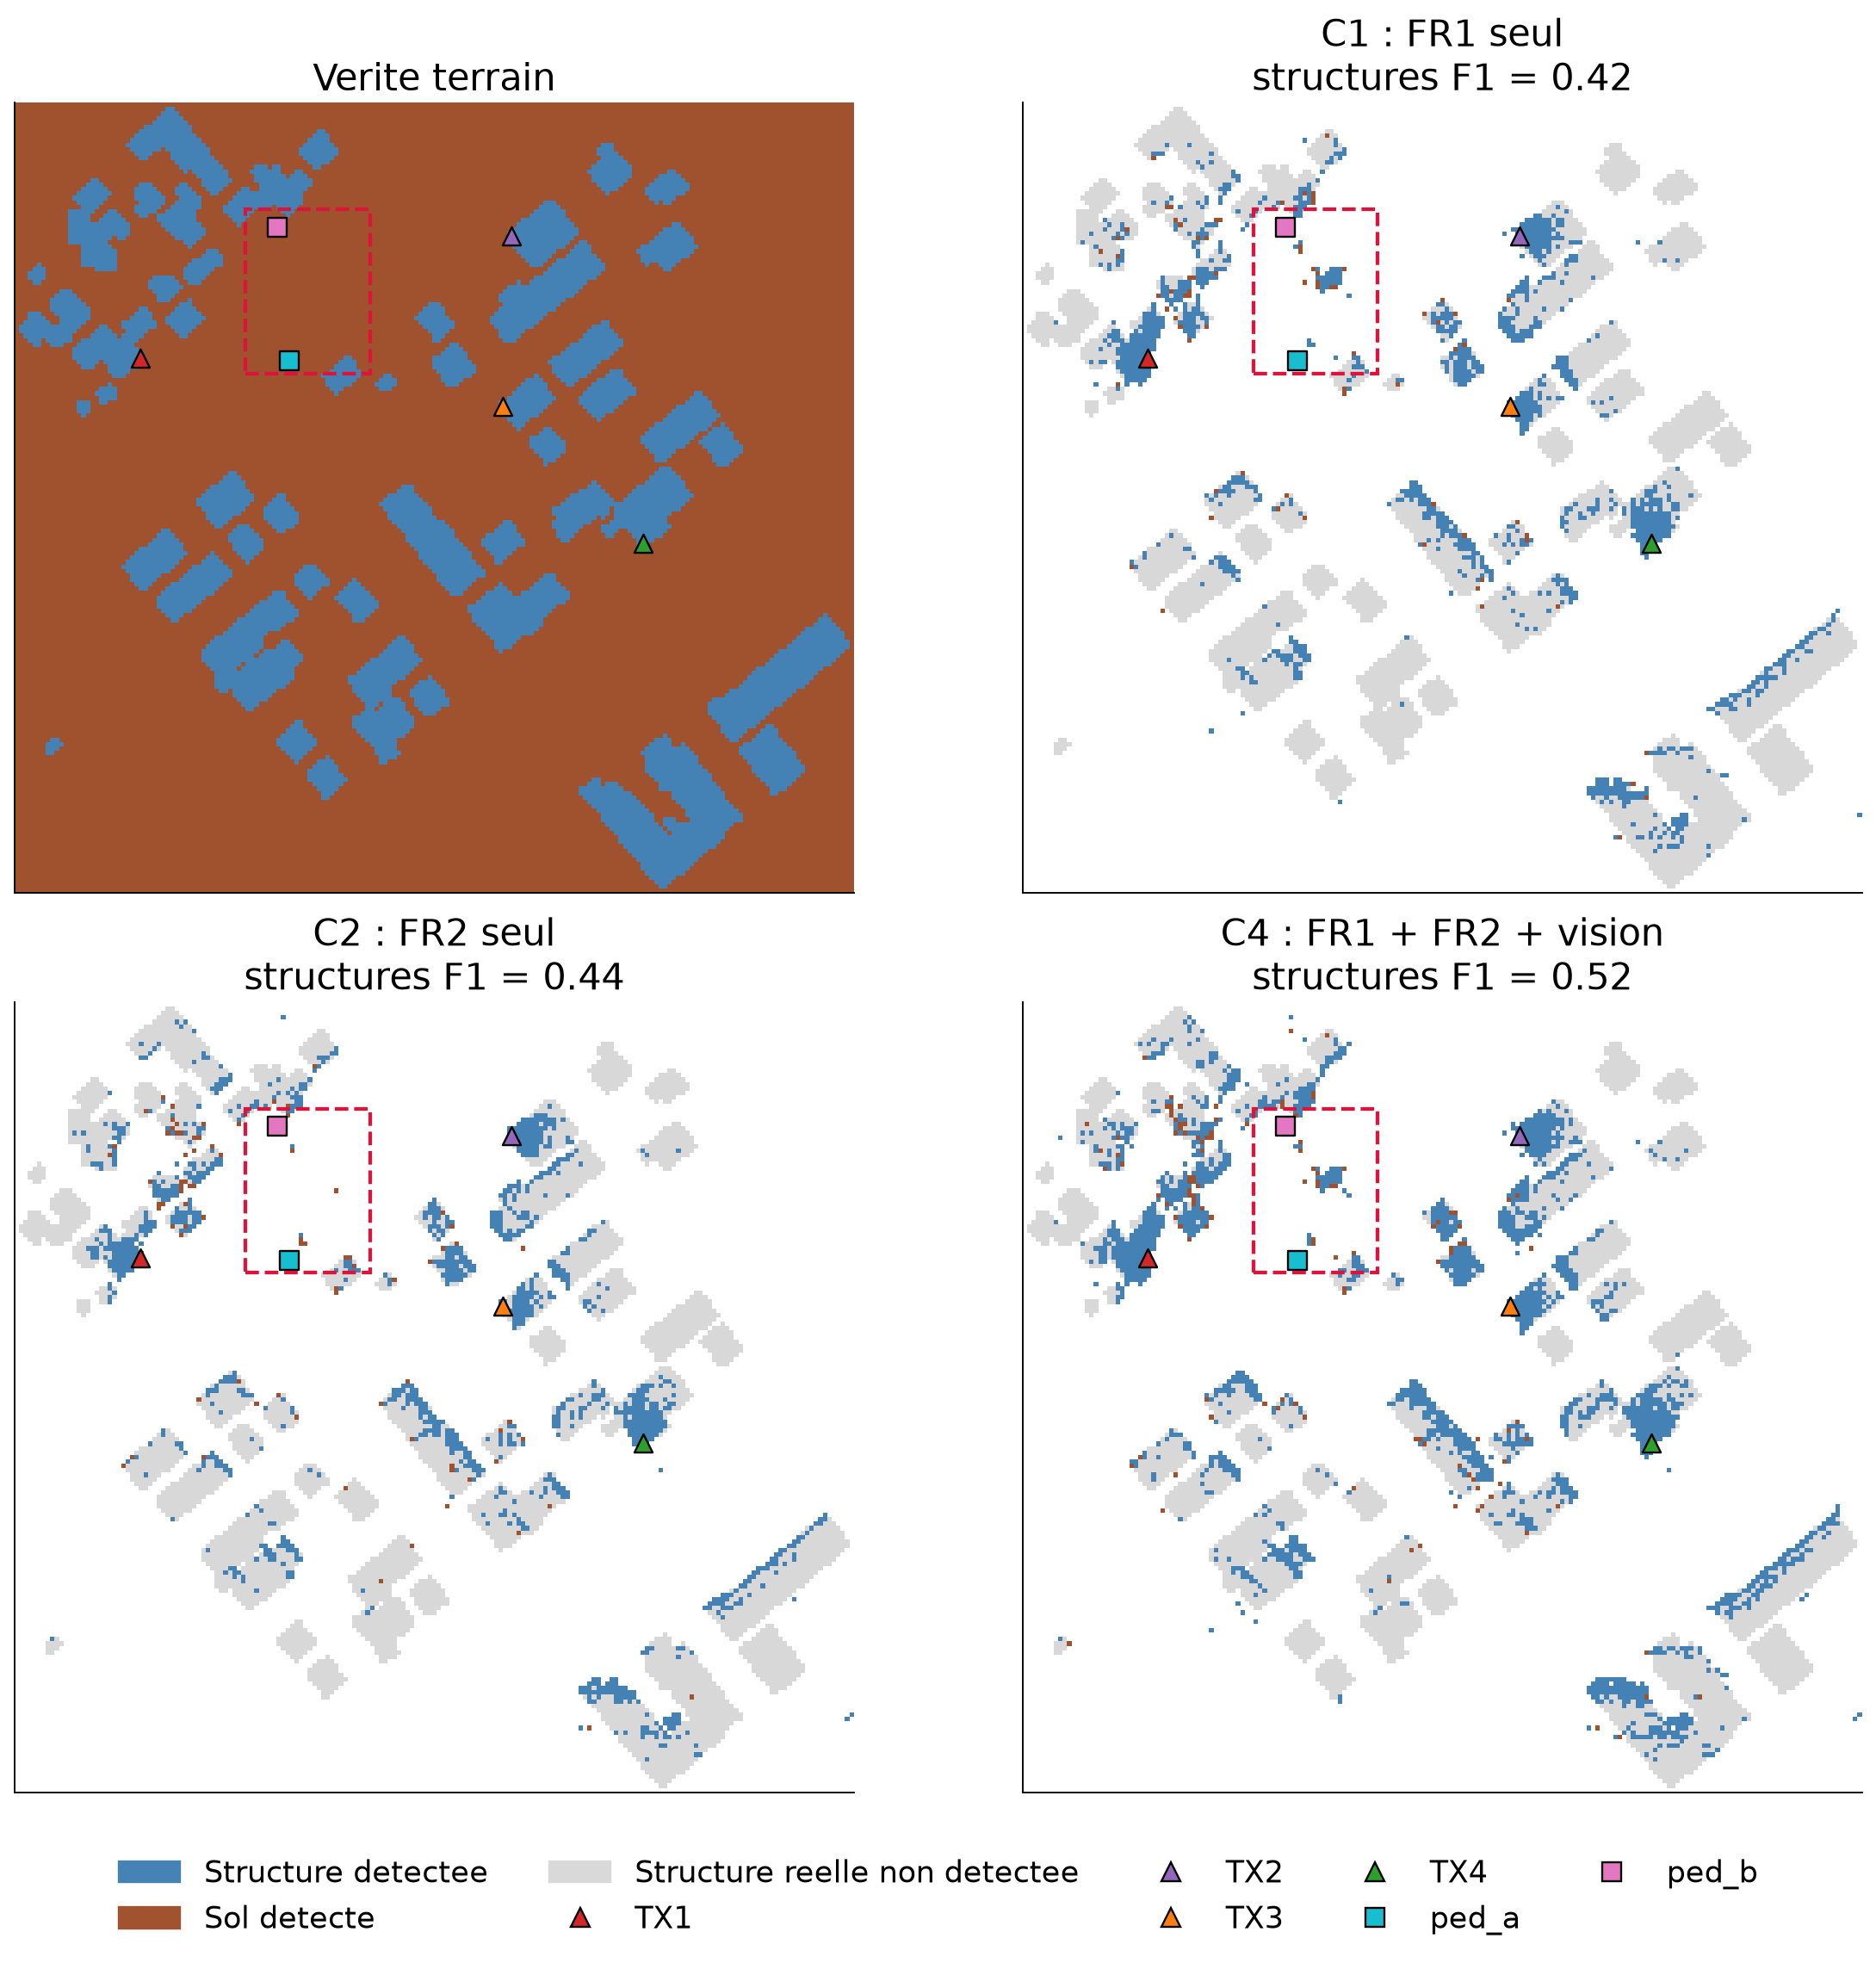 Verite terrain
C1 : FR1 seul
structures F1 = 0.42
C2 : FR2 seul
structures F1 = 0.44
C4 : FR1 + FR2 + vision
structures F1 = 0.52
Structure detectee
Sol detecte
Structure reelle non detectee
TX1
TX2
TX3
TX4
ped_a
ped_b